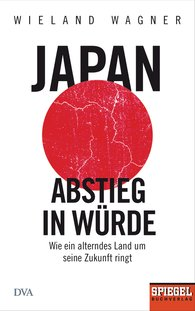 WIELAND WAGNER
JAPAN
ABSTIEG
IN WÜRDE
Wie ein alterndes Land um
seine Zukunft ringt
DVA
SPIEGEL
BUCHVERLAG